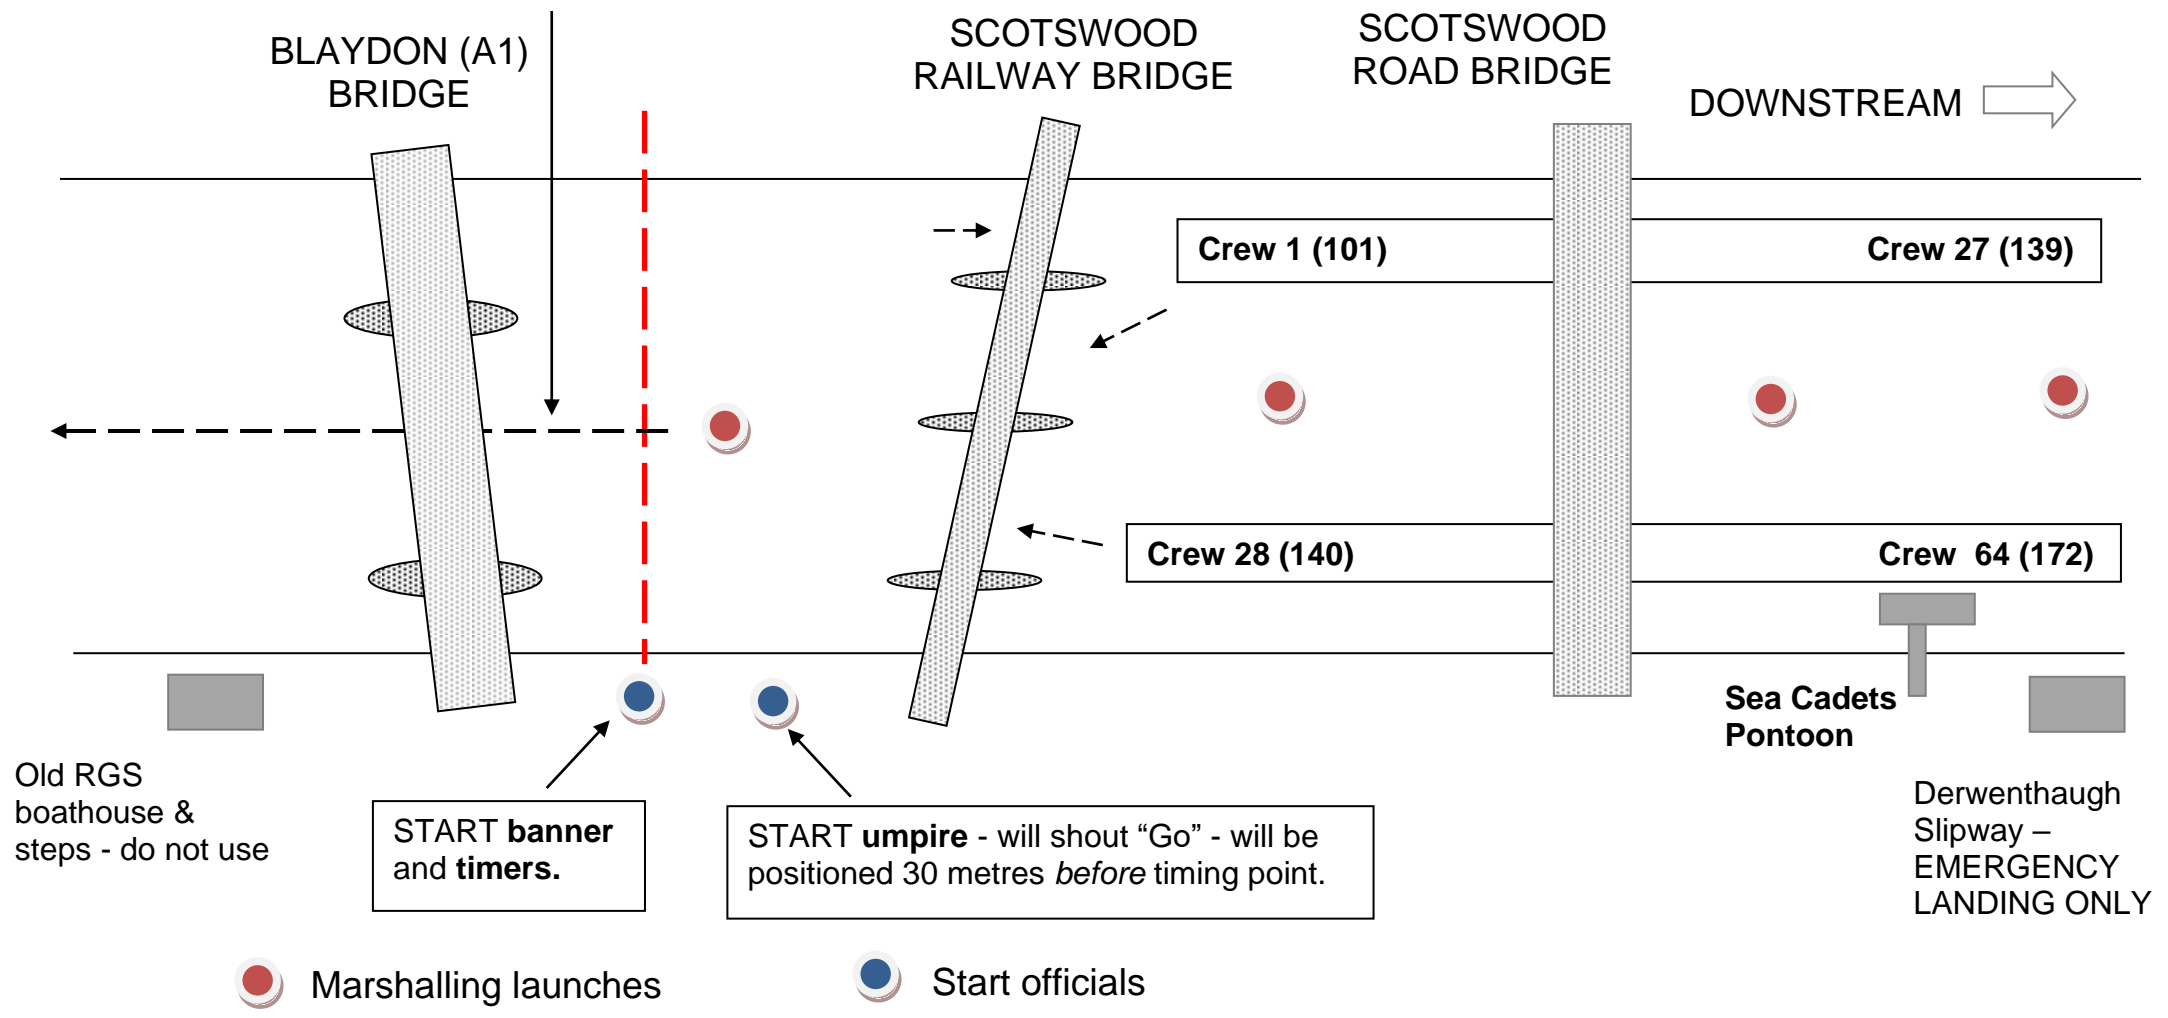 BLAYDON (A1)
BRIDGE
SCOTSWOOD
RAILWAY BRIDGE
SCOTSWOOD
ROAD BRIDGE
DOWNSTREAM
Crew 1 (101)
Crew 27 (139)
Crew 28 (140)
Crew  64 (172)
Sea Cadets
Pontoon
Old RGS
boathouse &
steps - do not use
START banner
and timers.
START umpire - will shout “Go” - will be
positioned 30 metres before timing point.
Derwenthaugh
Slipway –
EMERGENCY
LANDING ONLY
Marshalling launches
Start officials